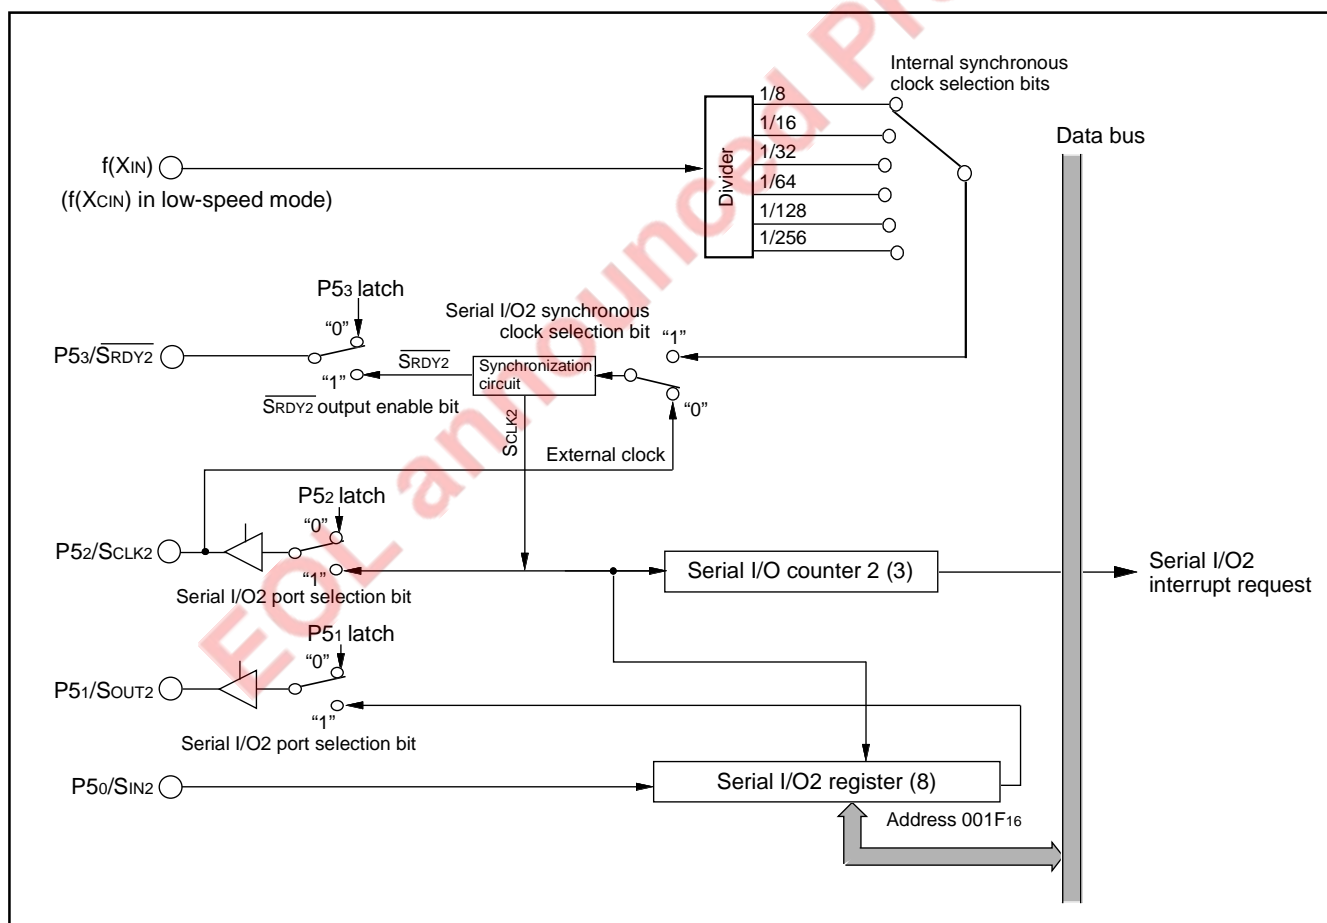 Internal synchronous
clock selection bits
1/8
1/16
1/32
1/64
1/128
1/256
Divider
Data bus
f(XIN)
(f(XCIN) in low-speed mode)
P53 latch
"0"
Serial I/O2 synchronous
clock selection bit
"1"
P53/SRDY2
SRDY2
Synchronization
circuit
"1"
SRDY2 output enable bit
"0"
SCLK2
External clock
P52 latch
"0"
P52/SCLK2
"1"
Serial I/O2 port selection bit
Serial I/O counter 2 (3)
Serial I/O2
interrupt request
P51 latch
"0"
P51/SOUT2
"1"
Serial I/O2 port selection bit
P50/SIN2
Serial I/O2 register (8)
Address 001F16
EOL announced Pro